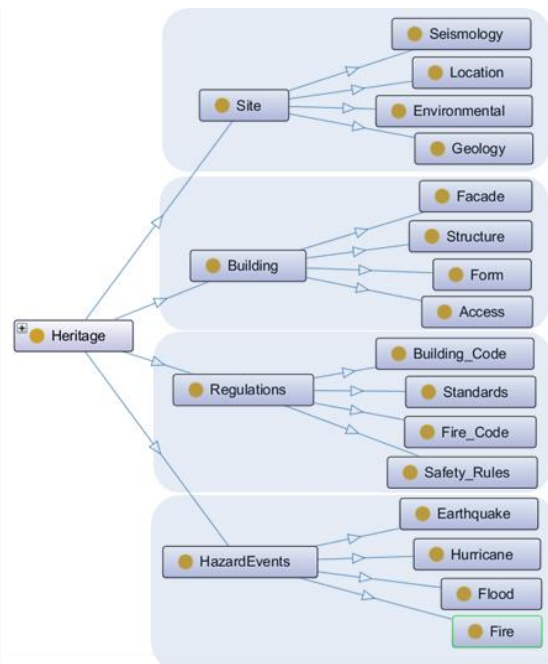 Seismology
Location
Site
Environmental
Geology
Facade
Structure
Building
Form
Access
Heritage
Building_Code
Regulations
Standards
Fire_Code
Safety_Rules
Earthquake
HazardEvents
Hurricane
Flood
Fire